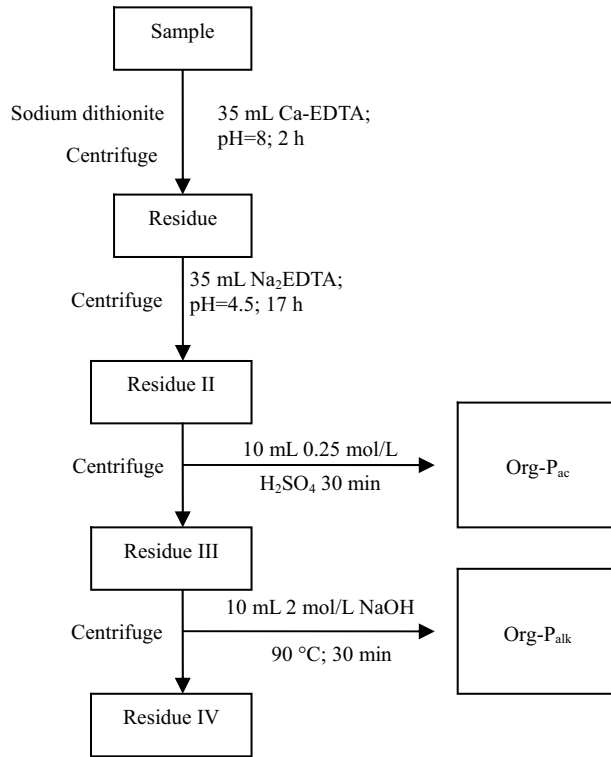 Sample
Sodium dithionite
35 mL Ca-EDTA;
pH=8; 2 h
Centrifuge
Residue
35 mL Na₂EDTA;
Centrifuge
pH=4.5; 17 h
Residue II
10 mL 0.25 mol/L
Centrifuge
H₂SO₄ 30 min
Org-Pₐc
Residue III
10 mL 2 mol/L NaOH
Centrifuge
90 °C; 30 min
Org-Pₐₗₖ
Residue IV